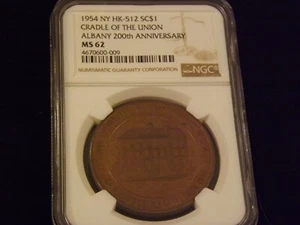 1954 NY HK-512 SC$1
CRADLE OF THE UNION
ALBANY 200th ANNIVERSARY
MS 62
4670600-009
NUMISMATIC GUARANTY CORPORATION
NGC